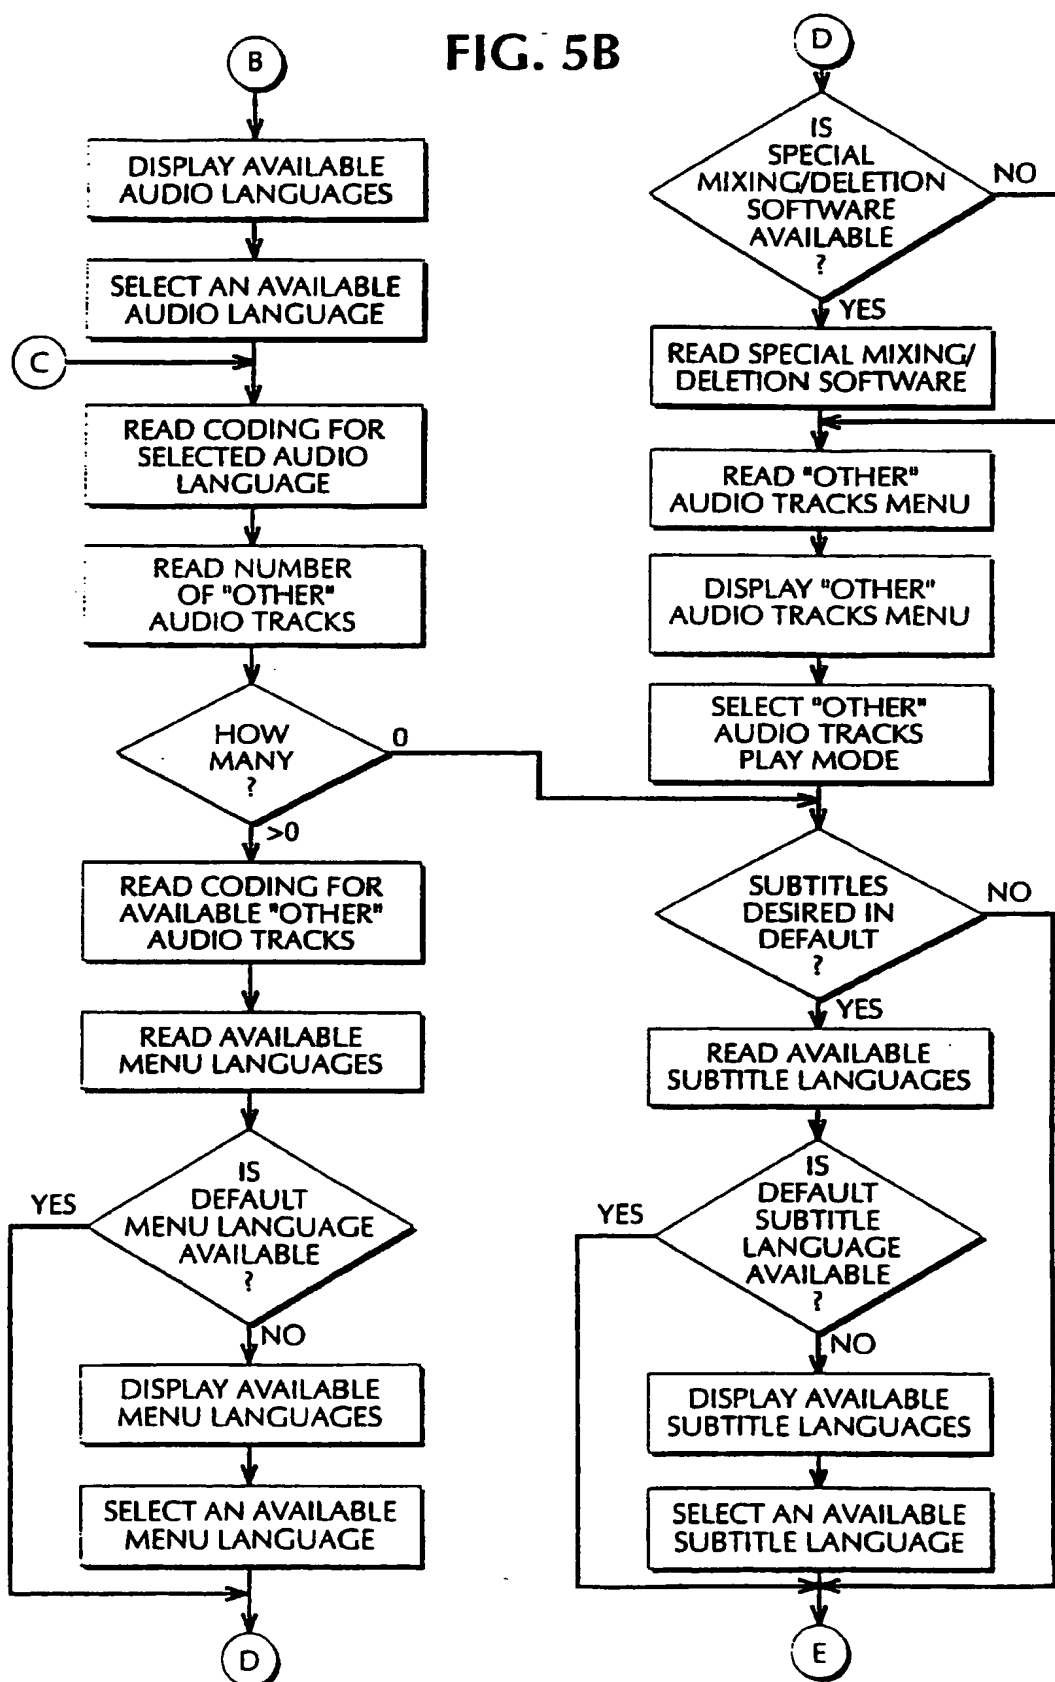 FIG. 5B
B
DISPLAY AVAILABLE
AUDIO LANGUAGES
SELECT AN AVAILABLE
AUDIO LANGUAGE
C
READ CODING FOR
SELECTED AUDIO
LANGUAGE
READ NUMBER
OF "OTHER"
AUDIO TRACKS
HOW
MANY
?
0
>0
READ CODING FOR
AVAILABLE "OTHER"
AUDIO TRACKS
READ AVAILABLE
MENU LANGUAGES
IS
DEFAULT
MENU LANGUAGE
AVAILABLE
?
YES
NO
DISPLAY AVAILABLE
MENU LANGUAGES
SELECT AN AVAILABLE
MENU LANGUAGE
D
D
IS
SPECIAL
MIXING/DELETION
SOFTWARE
AVAILABLE
?
NO
YES
READ SPECIAL MIXING/
DELETION SOFTWARE
READ "OTHER"
AUDIO TRACKS MENU
DISPLAY "OTHER"
AUDIO TRACKS MENU
SELECT "OTHER"
AUDIO TRACKS
PLAY MODE
SUBTITLES
DESIRED IN
DEFAULT
?
NO
YES
READ AVAILABLE
SUBTITLE LANGUAGES
IS
DEFAULT
SUBTITLE
LANGUAGE
AVAILABLE
?
YES
NO
DISPLAY AVAILABLE
SUBTITLE LANGUAGES
SELECT AN AVAILABLE
SUBTITLE LANGUAGE
E